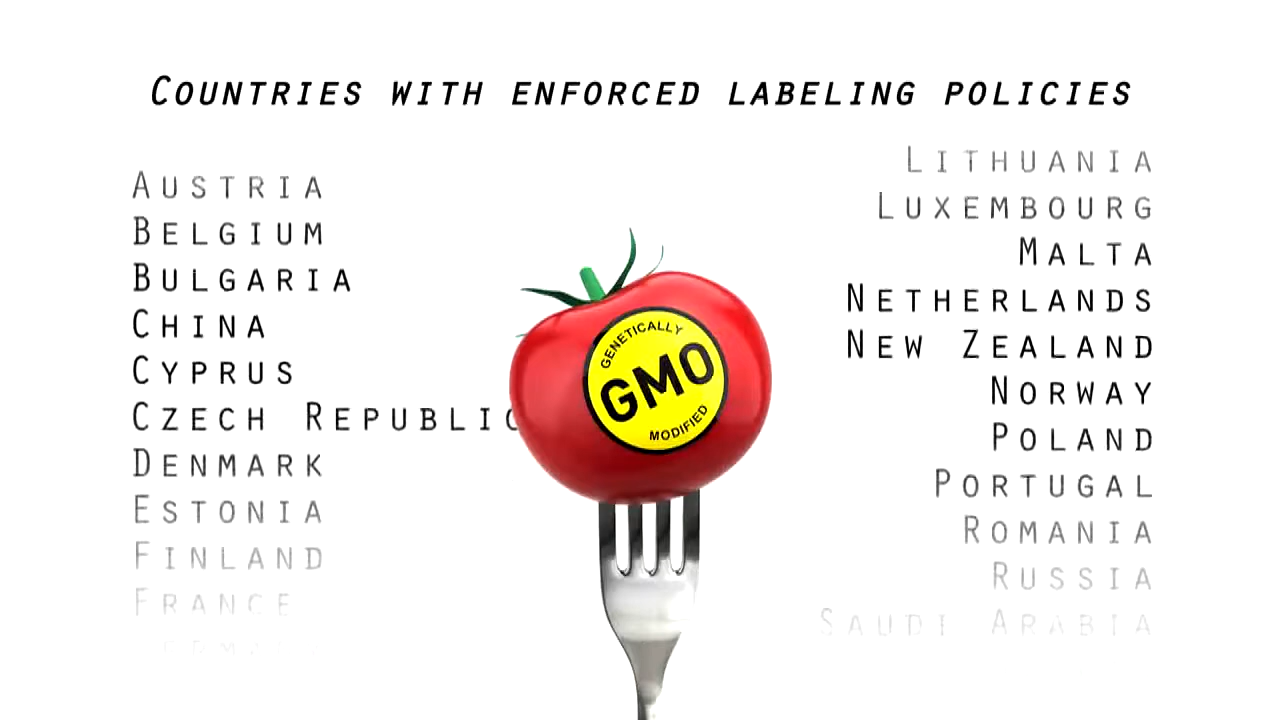 Countries with enforced labeling policies
Austria
Belgium
Bulgaria
China
Cyprus
Czech Republic
Denmark
Estonia
Finland
France
GENETICALLY
GMO
MODIFIED
Lithuania
Luxembourg
Malta
Netherlands
New Zealand
Norway
Poland
Portugal
Romania
Russia
Saudi Arabia